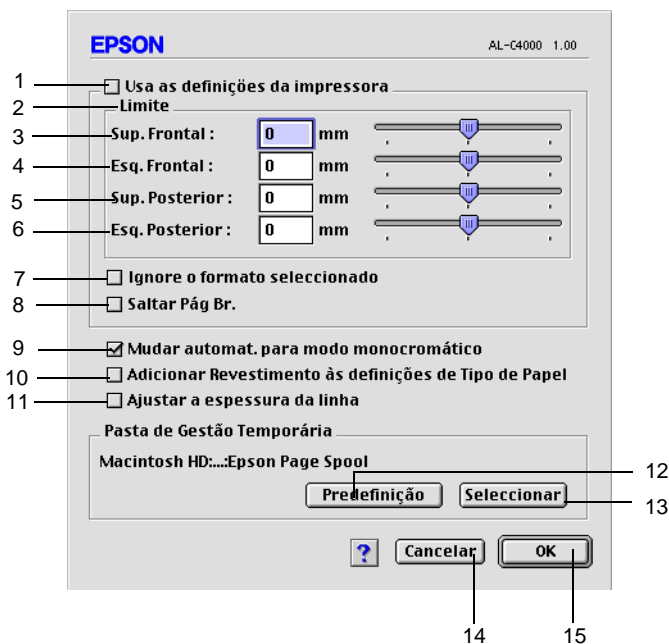 EPSON AL-C4000 1.00
1 Usa as definições da impressora
2 Limite
3 Sup. Frontal : 0 mm
4 Esq. Frontal : 0 mm
5 Sup. Posterior : 0 mm
6 Esq. Posterior : 0 mm
7 Ignore o formato seleccionado
8 Saltar Pág Br.
9 Mudar automat. para modo monocromático
10 Adicionar Revestimento às definições de Tipo de Papel
11 Ajustar a espessura da linha
Pasta de Gestão Temporária
Macintosh HD:...:Epson Page Spool
12
Predefinição Seleccionar
13
? Cancelar OK
14 15